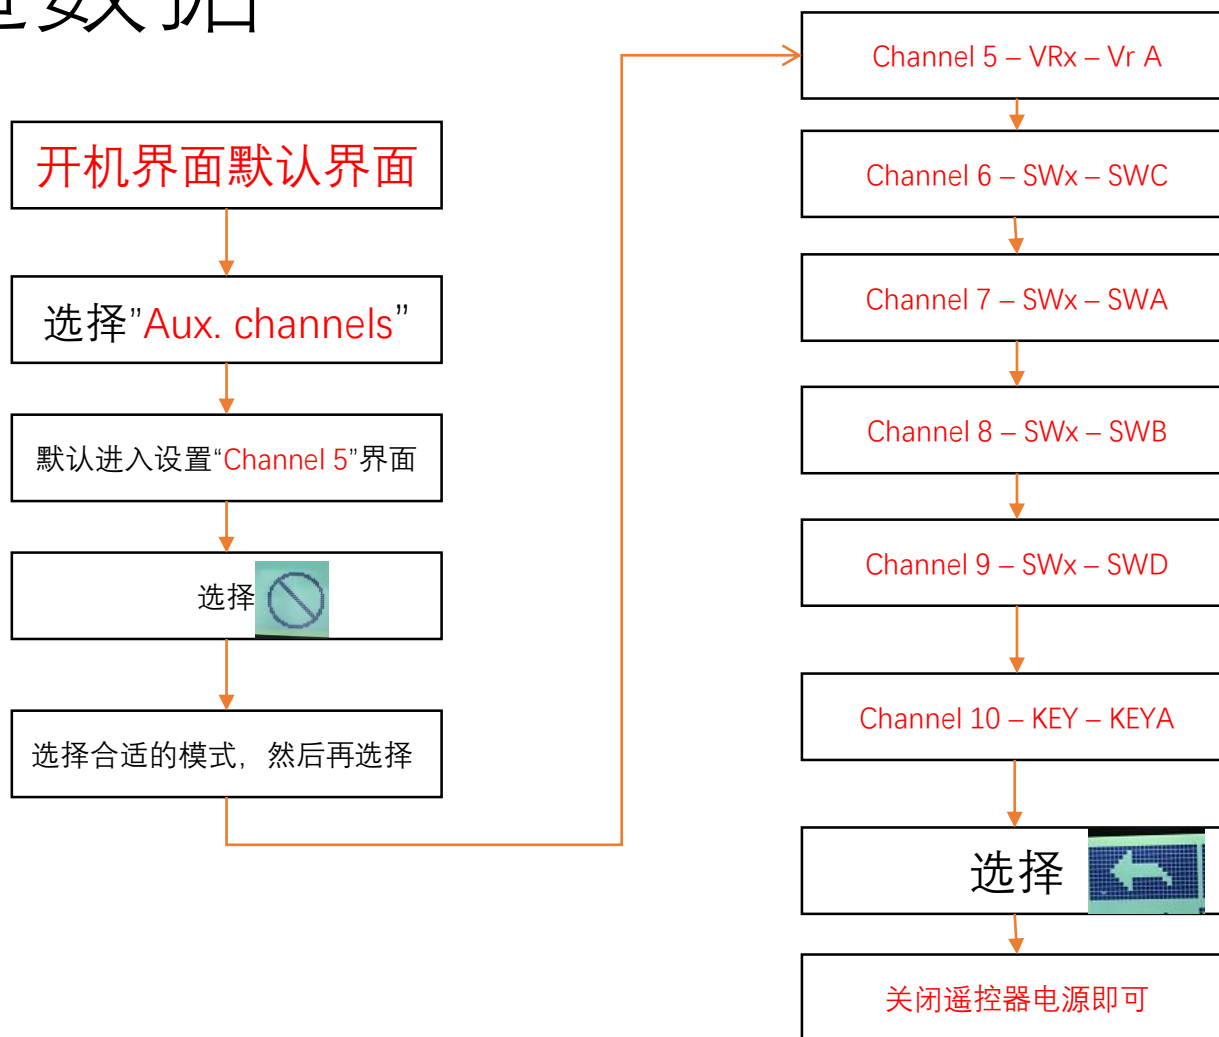 数据
开机界面默认界面
选择”Aux. channels”
默认进入设置“Channel 5”界面
选择
选择合适的模式，然后再选择
Channel 5 – VRx – Vr A
Channel 6 – SWx – SWC
Channel 7 – SWx – SWA
Channel 8 – SWx – SWB
Channel 9 – SWx – SWD
Channel 10 – KEY – KEYA
选择
关闭遥控器电源即可